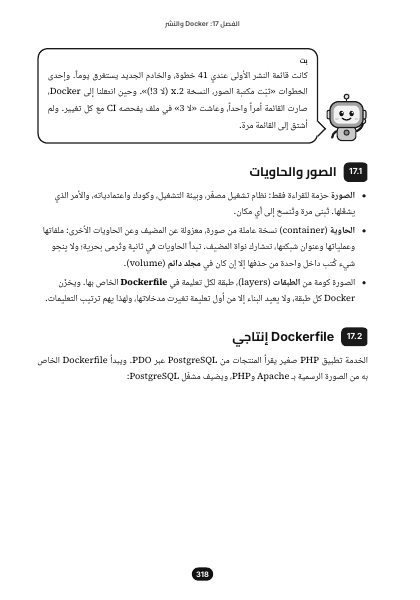 الفصل 17: Docker والنشر
بِت
كانت قائمة النشر الأولى عندي 41 خطوة، والخادم الجديد يستغرق يوماً. وإحدى
الخطوات «ثبّت مكتبة الصور، النسخة 2.x (لا 3!)». وحين انتقلنا إلى Docker،
صارت القائمة أمراً واحداً، وعاشت «لا 3» في ملف يفحصه CI مع كل تغيير. ولم
أشتق إلى القائمة مرة.
17.1 الصور والحاويات
• الصورة حزمة للقراءة فقط: نظام تشغيل مصغّر، وبيئة التشغيل، وكودك واعتمادياته، والأمر الذي
يشغّلها. تُبنى مرة وتُنسخ إلى أي مكان.
• الحاوية (container) نسخة عاملة من صورة، معزولة عن المضيف وعن الحاويات الأخرى: ملفاتها
وعملياتها وعنوان شبكتها، تتشارك نواة المضيف. تبدأ الحاويات في ثانية وتُرمى بحرية؛ ولا ينجو
شيء كُتب داخل واحدة من حذفها إلا إن كان في مجلد دائم (volume).
• الصورة كومة من الطبقات (layers)، طبقة لكل تعليمة في Dockerfile الخاص بها. ويخزّن
Docker كل طبقة، ولا يعيد البناء إلا من أول تعليمة تغيرت مدخلاتها، ولهذا يهم ترتيب التعليمات.
17.2 Dockerfile إنتاجي
الخدمة تطبيق PHP صغير يقرأ المنتجات من PostgreSQL عبر PDO. ويبدأ Dockerfile الخاص
به من الصورة الرسمية بـ Apache وPHP، ويضيف مشغّل PostgreSQL:
318